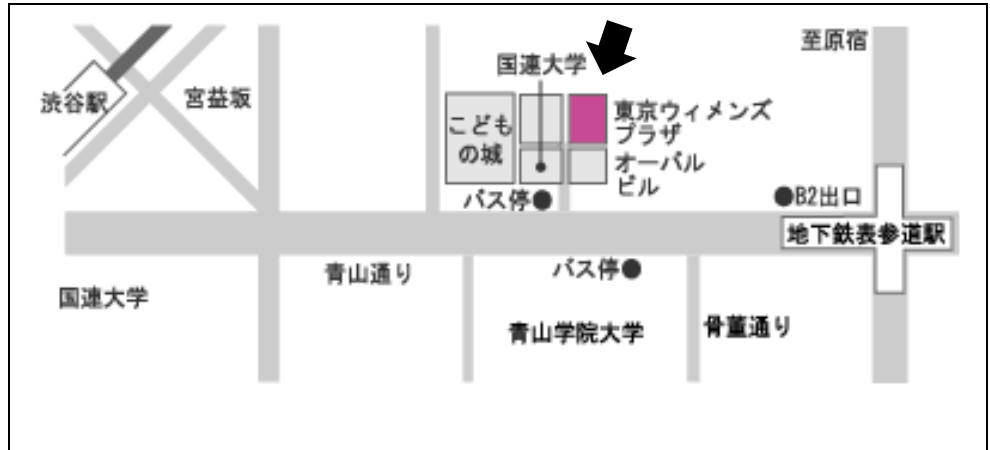 至原宿
国連大学
渋谷駅
宮益坂
こども
の城
東京ウィメンズ
プラザ
オーバル
ビル
バス停●
●B2出口
地下鉄表参道駅
青山通り
バス停●
国連大学
青山学院大学
骨董通り